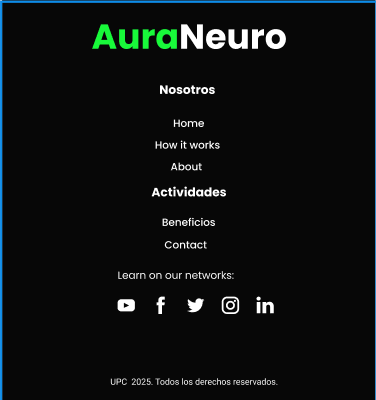 AuraNeuro
Nosotros
Home
How it works
About
Actividades
Beneficios
Contact
Learn on our networks:
UPC 2025. Todos los derechos reservados.